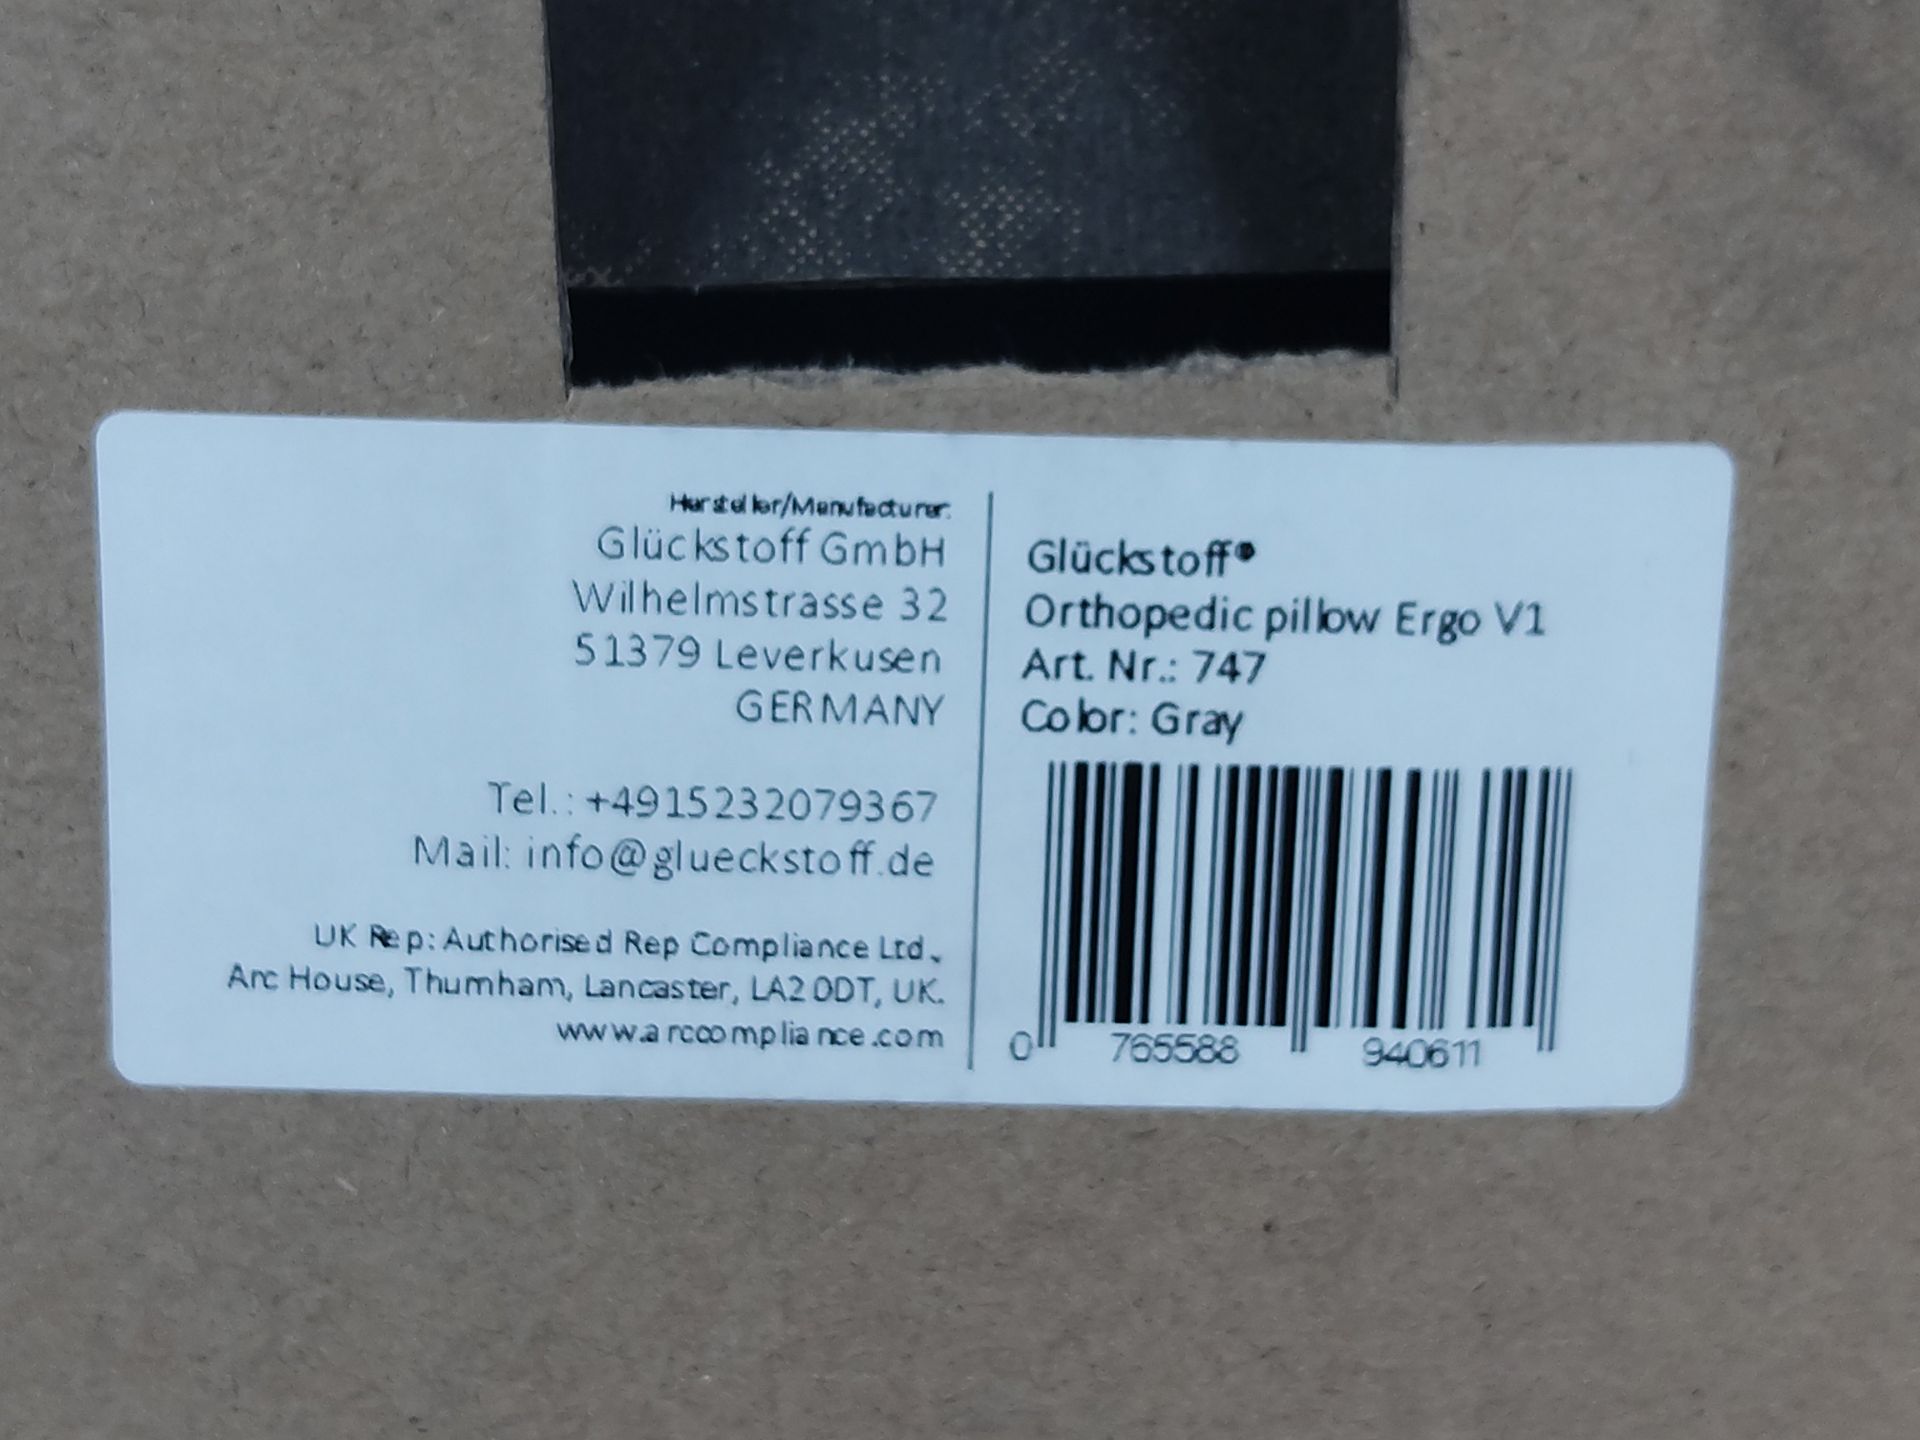 Hersteller/Manufacturer:
Glückstoff GmbH
Wilhelmstrasse 32
51379 Leverkusen
GERMANY
Tel.: +4915232079367
Mail: info@glueckstoff.de
UK Rep: Authorised Rep Compliance Ltd.,
Arc House, Thurnham, Lancaster, LA2 0DT, UK.
www.arccompliance.com
Glückstoff®
Orthopedic pillow Ergo V1
Art. Nr.: 747
Color: Gray
0 765588 940611